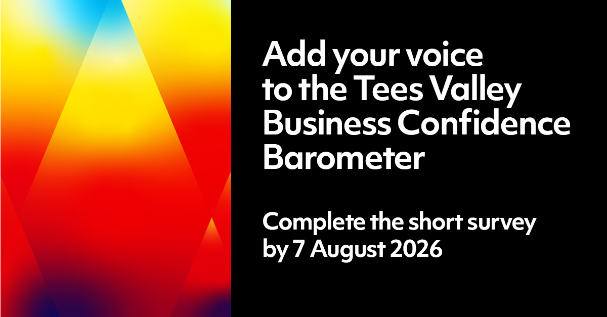 Add your voice
to the Tees Valley
Business Confidence
Barometer
Complete the short survey
by 7 August 2026